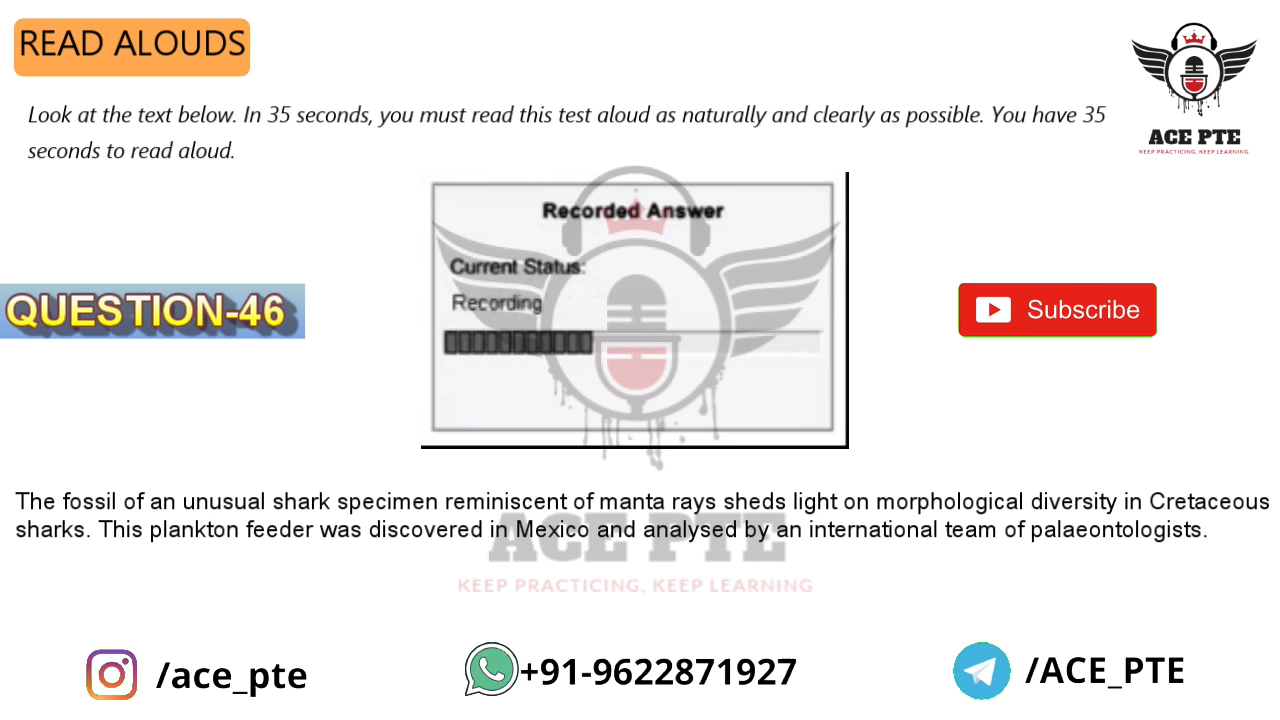 READ ALOUDS
ACE PTE
KEEP PRACTICING, KEEP LEARNING
Look at the text below. In 35 seconds, you must read this test aloud as naturally and clearly as possible. You have 35
seconds to read aloud.
Recorded Answer
Current Status:
Recording
QUESTION-46
Subscribe
The fossil of an unusual shark specimen reminiscent of manta rays sheds light on morphological diversity in Cretaceous
sharks. This plankton feeder was discovered in Mexico and analysed by an international team of palaeontologists.
ACE PTE
KEEP PRACTICING, KEEP LEARNING
/ace_pte
+91-9622871927
/ACE_PTE